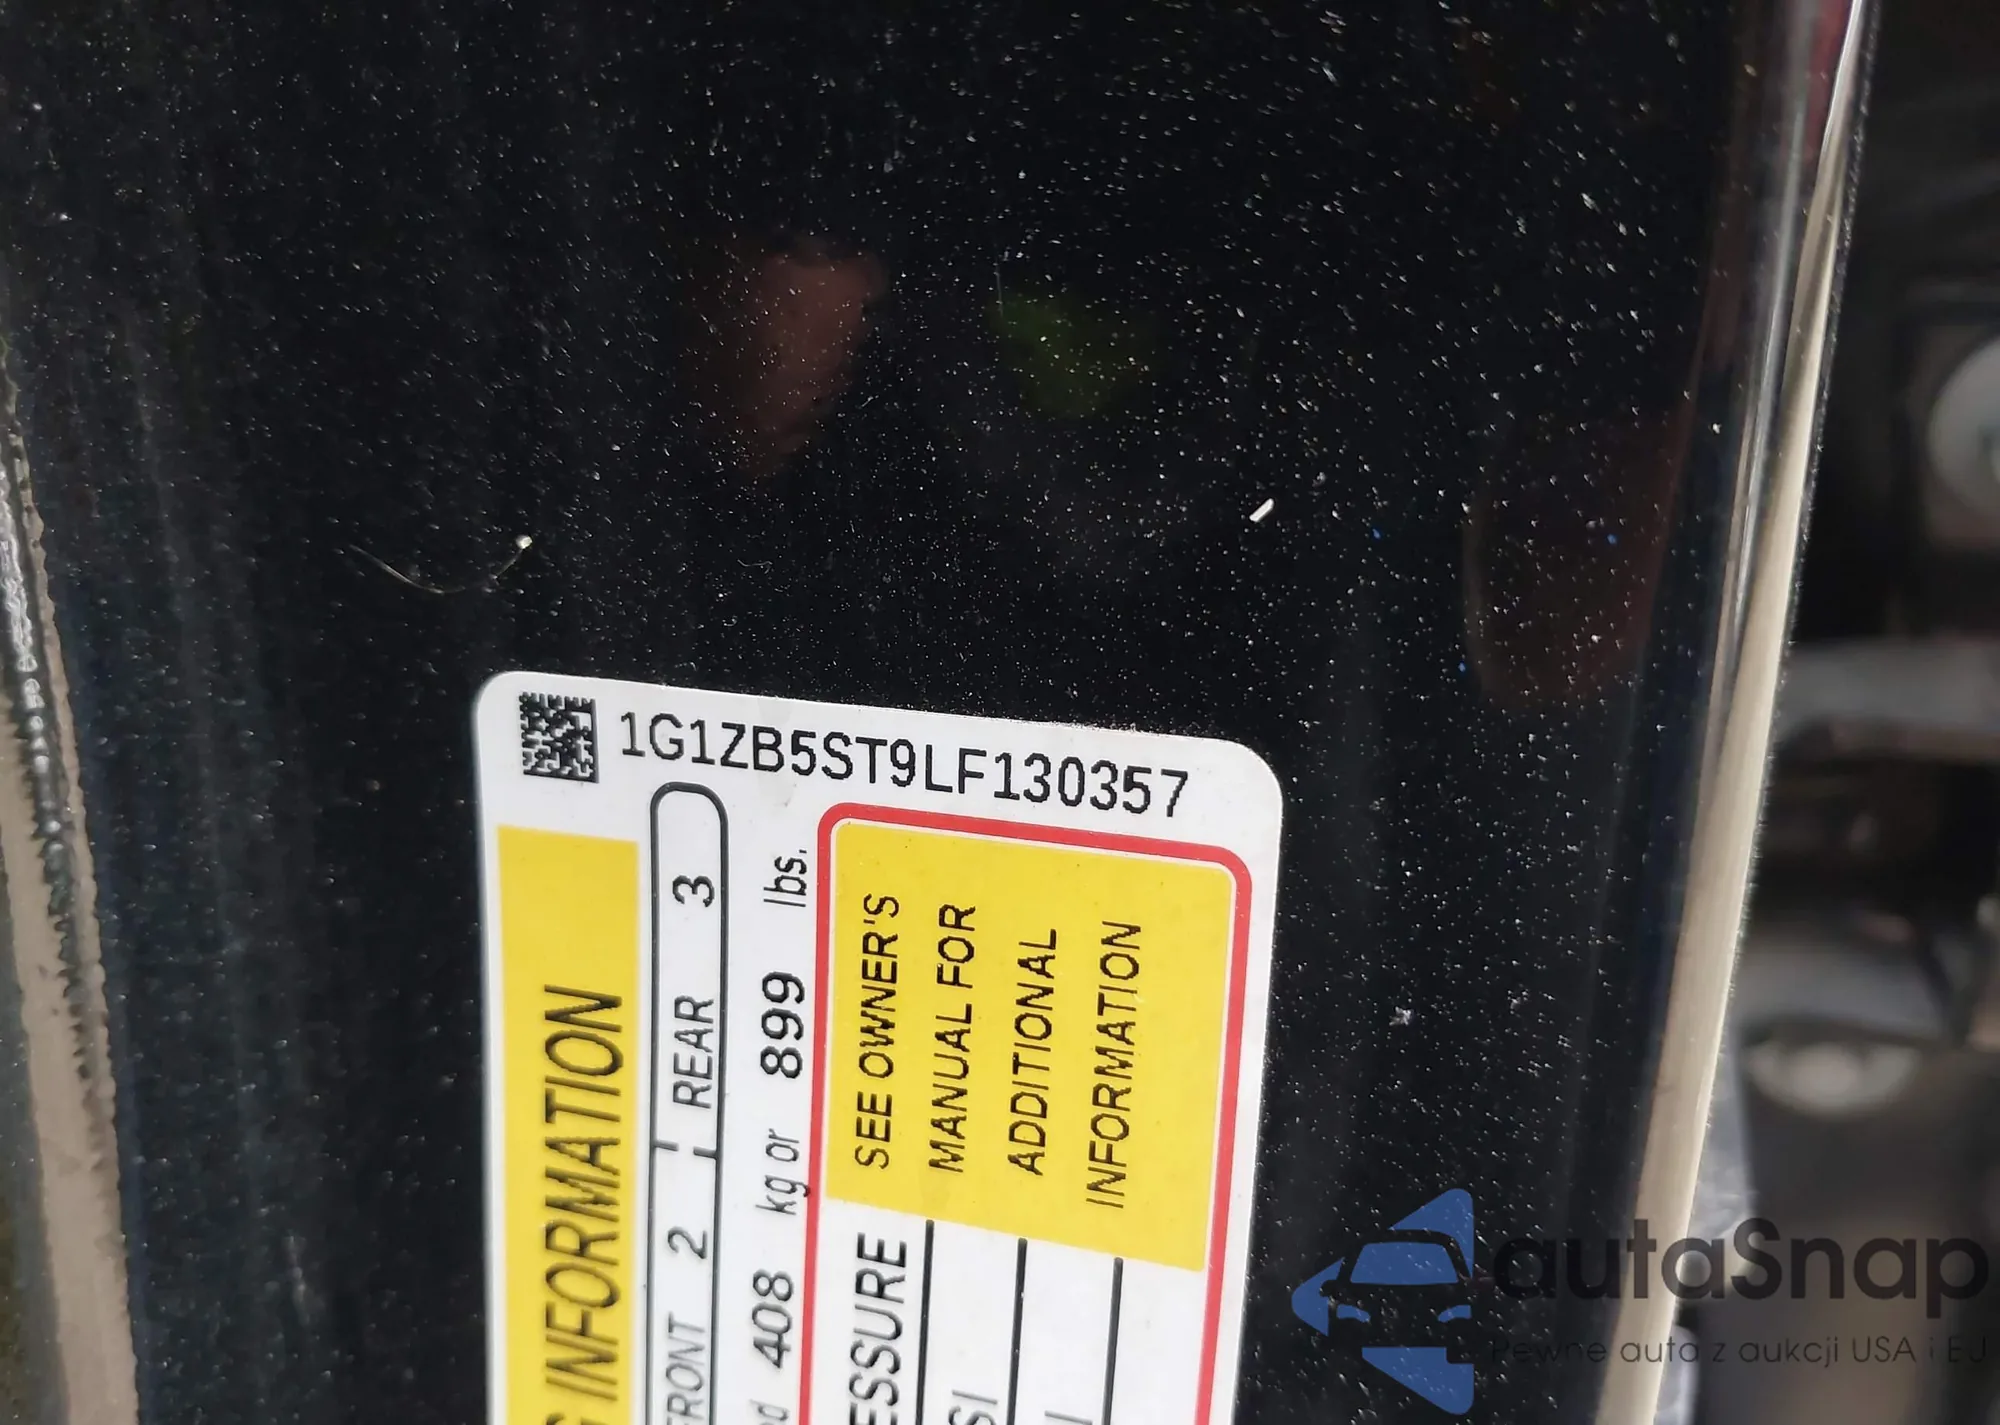 1G1ZB5ST9LF130357
INFORMATION
FRONT 2 REAR 3
408 kg or 899 lbs.
ESSURE
SEE OWNER'S
MANUAL FOR
ADDITIONAL
INFORMATION
autaSnap
Pewne auta z aukcji USA i EU